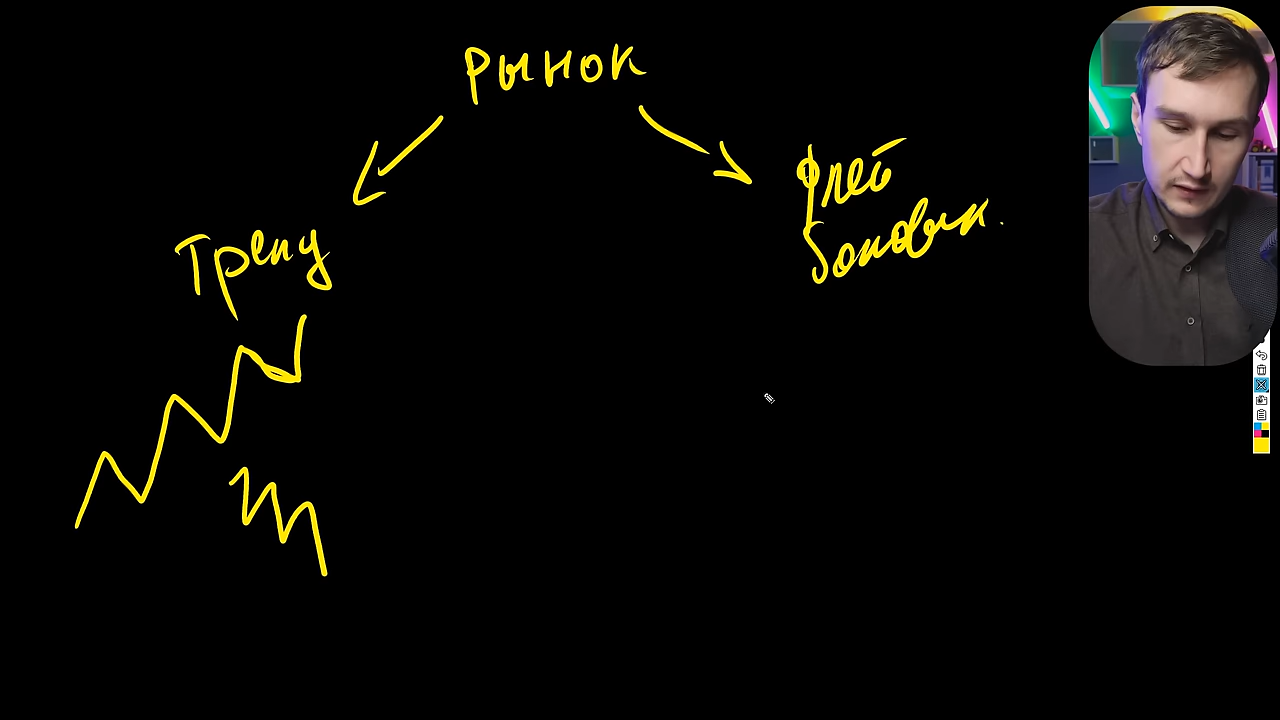 Рынок
Тренд
Флет
Боковик.